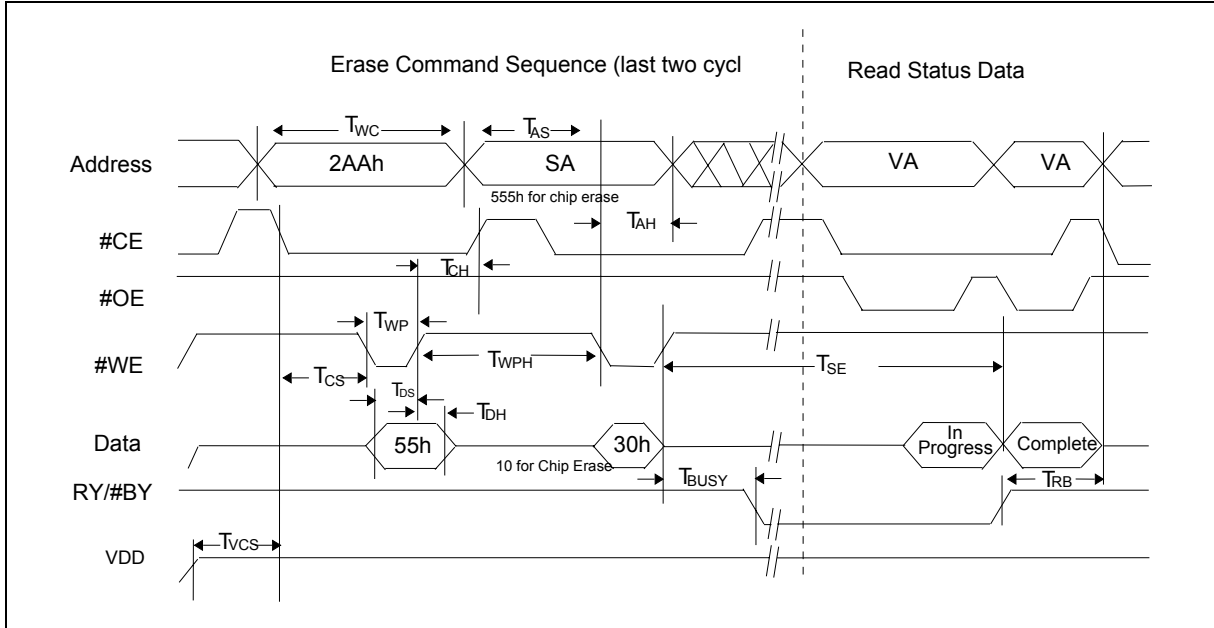 Erase Command Sequence (last two cycl
Read Status Data
TWC
TAS
Address
2AAh
SA
VA
VA
555h for chip erase
TAH
#CE
TCH
#OE
TWP
#WE
TWPH
TSE
TCS
TDS
TDH
Data
55h
30h
In
Progress
Complete
10 for Chip Erase
TBUSY
TRB
RY/#BY
TVCS
VDD